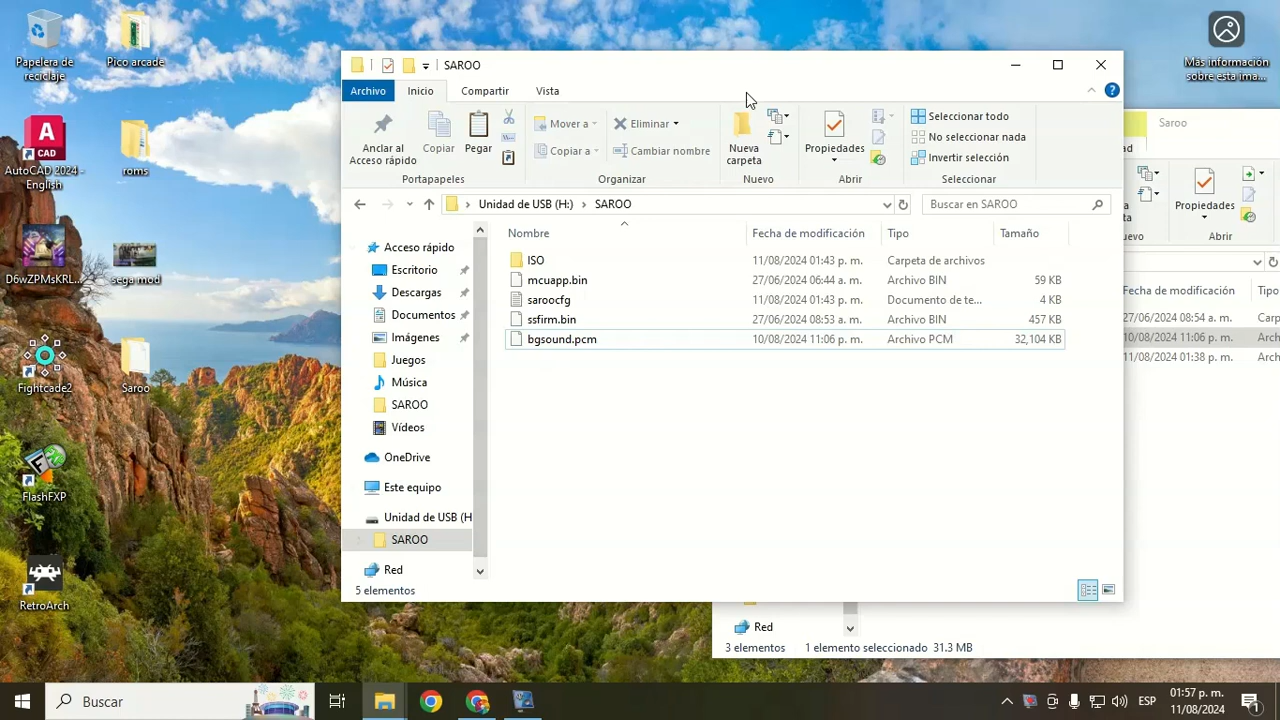 Papelera de
reciclaje
Pico arcade
Más información
sobre esta ima...
AutoCAD 2024 -
English
roms
D6wZPMsKRL...
sega mod
Fightcade2
Saroo
FlashFXP
RetroArch
SAROO
Archivo
Inicio
Compartir
Vista
Anclar al
Acceso rápido
Copiar
Pegar
Mover a
Copiar a
Eliminar
Cambiar nombre
Nueva
carpeta
Propiedades
Seleccionar todo
No seleccionar nada
Invertir selección
Portapapeles
Organizar
Nuevo
Abrir
Seleccionar
Unidad de USB (H:) > SAROO
Buscar en SAROO
Nombre
Fecha de modificación
Tipo
Tamaño
ISO 11/08/2024 01:43 p. m. Carpeta de archivos
mcuapp.bin 27/06/2024 06:44 a. m. Archivo BIN 59 KB
saroocfg 11/08/2024 01:43 p. m. Documento de te... 4 KB
ssfirm.bin 27/06/2024 08:53 a. m. Archivo BIN 457 KB
bgsound.pcm 10/08/2024 11:06 p. m. Archivo PCM 32,104 KB
Acceso rápido
Escritorio
Descargas
Documentos
Imágenes
Juegos
Música
SAROO
Vídeos
OneDrive
Este equipo
Unidad de USB (H
SAROO
Red
5 elementos
Saroo
dad
ta
Propiedades
Abrir
Fecha de modificación
Tipo
27/06/2024 08:54 a. m. Carp
10/08/2024 11:06 p. m. Arch
11/08/2024 01:38 p. m. Arch
Red
3 elementos
1 elemento seleccionado 31.3 MB
Buscar
ESP
01:57 p. m.
11/08/2024
1